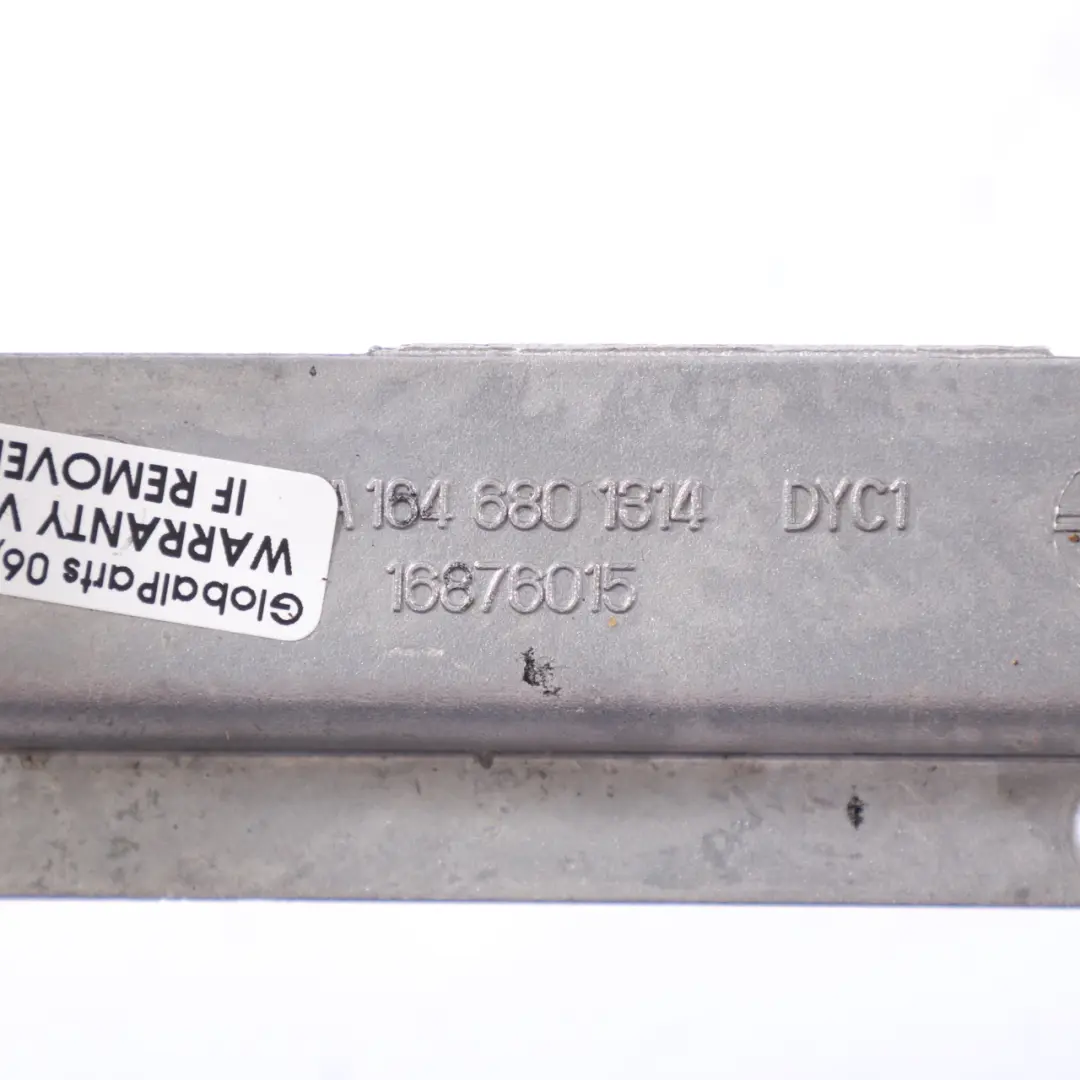 A 164 680 1314 DYC1
16876015
GlobalParts 06
WARRANTY V
IF REMOVE